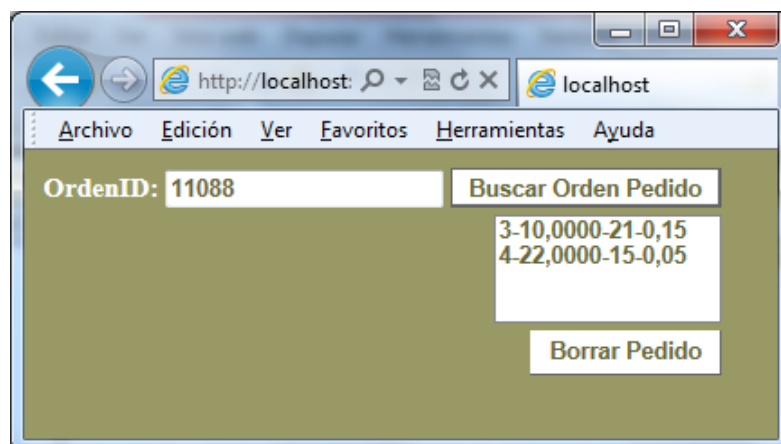 http://localhost:
localhost
Archivo Edición Ver Favoritos Herramientas Ayuda
OrdenID: 11088 Buscar Orden Pedido
3-10,0000-21-0,15
4-22,0000-15-0,05
Borrar Pedido